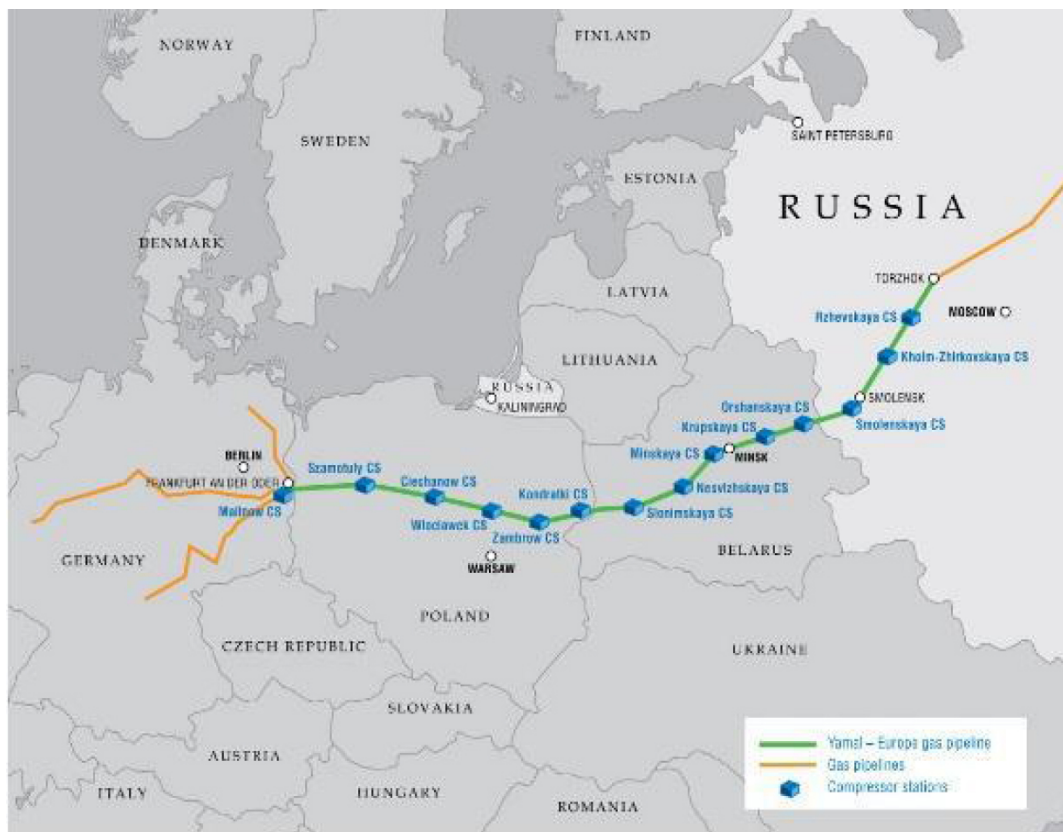 NORWAY
FINLAND
SWEDEN
SAINT PETERSBURG
ESTONIA
RUSSIA
DENMARK
TORZHOK
LATVIA
Rzhevskaya CS
MOSCOW
LITHUANIA
Kholm-Zhirkovskaya CS
RUSSIA
KALININGRAD
SMOLENSK
Orshanskaya CS
Smolenskaya CS
Krupskaya CS
Minskaya CS
MINSK
BERLIN
Szamotuly CS
FRANKFURT AN DER ODER
Ciechanow CS
Kondratki CS
Nesvizhskaya CS
Mallnow CS
Wloclawek CS
Slonimskaya CS
Zambrow CS
GERMANY
BELARUS
WARSAW
POLAND
CZECH REPUBLIC
UKRAINE
SLOVAKIA
AUSTRIA
Yamal – Europe gas pipeline
Gas pipelines
Compressor stations
ITALY
HUNGARY
ROMANIA